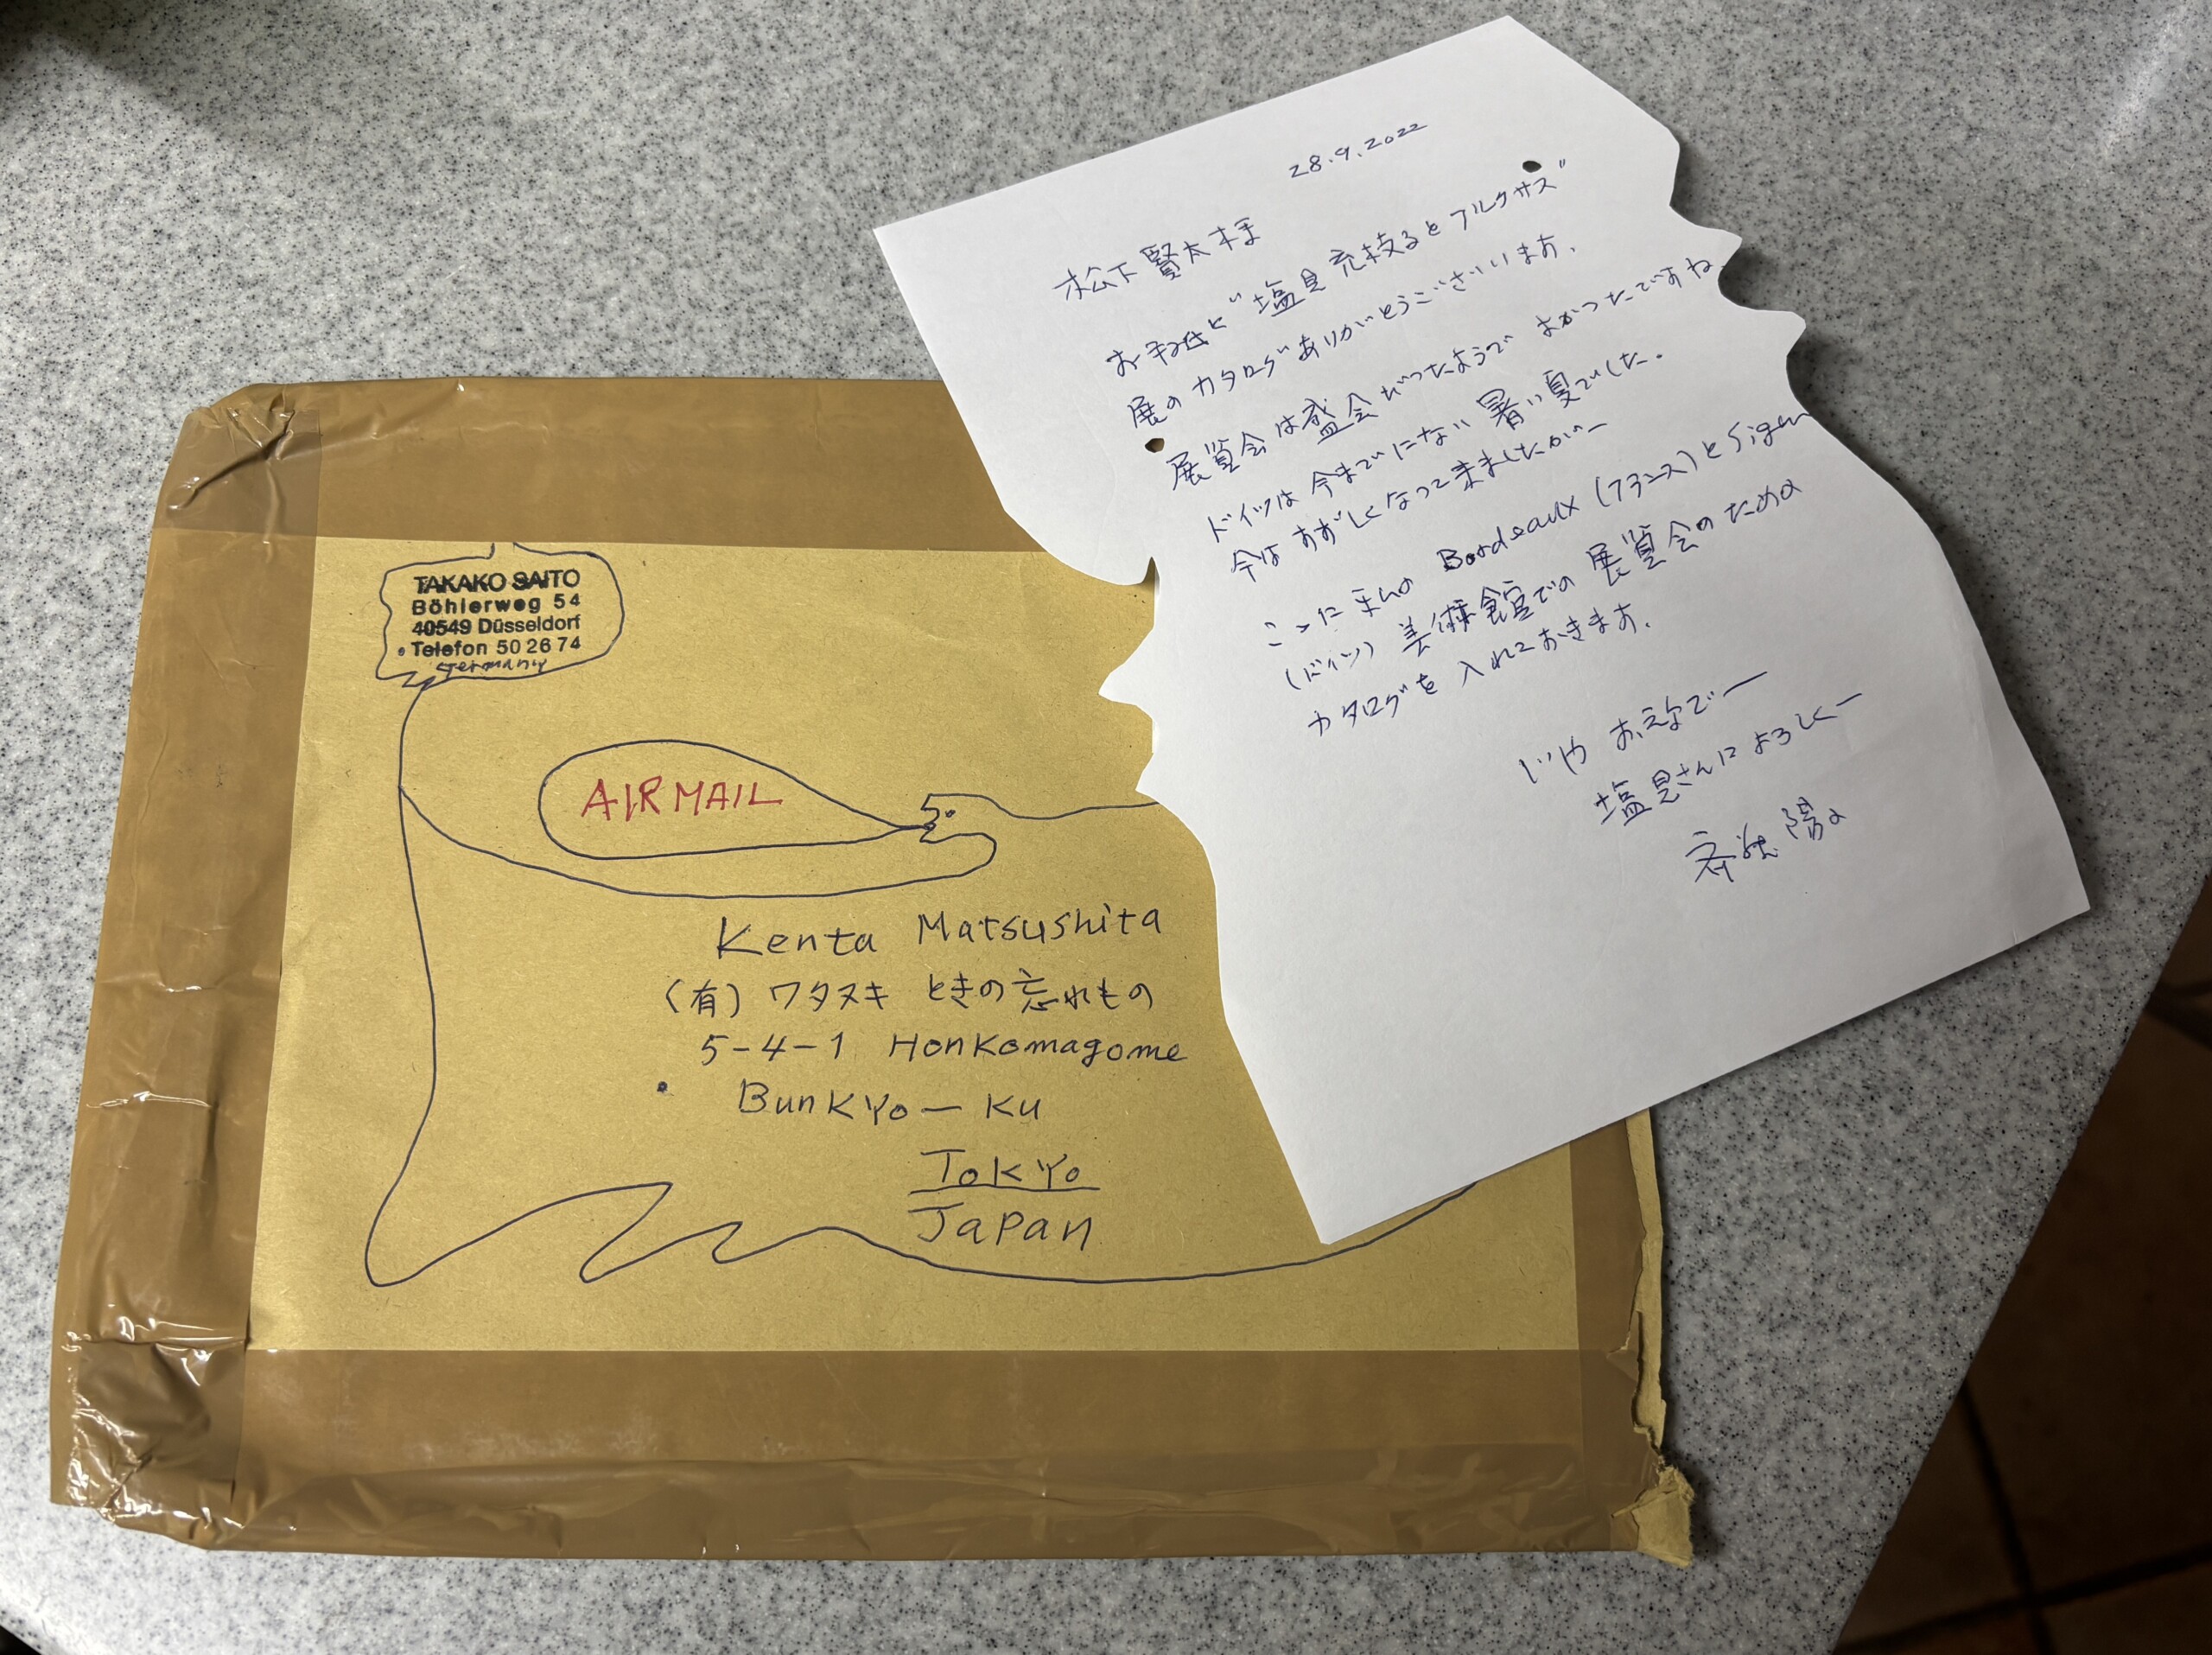 TAKAKO SAITO
Böhlerweg 54
40549 Düsseldorf
Telefon 50 26 74
Germany
AIRMAIL
Kenta Matsushita
(有) ワタヌキ ときの忘れもの
5-4-1 Honkomagome
Bunkyo-Ku
Tokyo
Japan
28.9.2022
松下賢太様
お手紙と"塩見允枝子とフルクサス"
展のカタログありがとうございます.
展覧会は盛会だったようでよかったですね
ドイツは今までにない暑い夏でした.
今はすずしくなって来ましたがー
ここに私の Bordeaux (フランス)と Sigen
(ドイツ) 美術館での展覧会のための
カタログを入れておきます.
じゃ お元気でー
塩見さんによろしくー
斉藤陽子